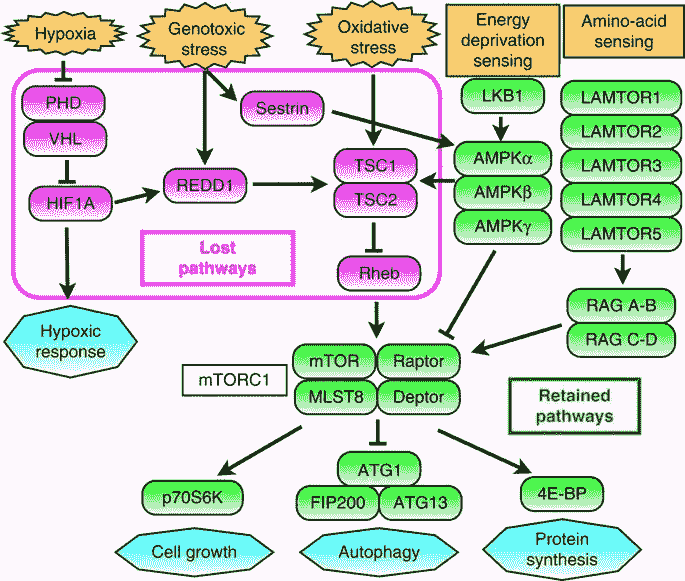 Hypoxia
Genotoxic
stress
Oxidative
stress
Energy
deprivation
sensing
Amino-acid
sensing
PHD
VHL
HIF1A
Sestrin
REDD1
TSC1
TSC2
Rheb
Lost
pathways
LKB1
AMPKα
AMPKβ
AMPKγ
LAMTOR1
LAMTOR2
LAMTOR3
LAMTOR4
LAMTOR5
RAG A-B
RAG C-D
Hypoxic
response
mTORC1
mTOR
Raptor
MLST8
Deptor
Retained
pathways
p70S6K
ATG1
FIP200
ATG13
4E-BP
Cell growth
Autophagy
Protein
synthesis